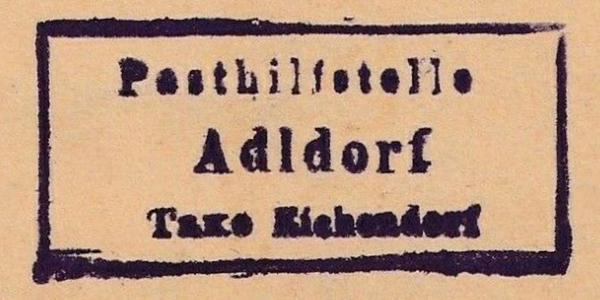 Posthilfstelle
Adldorf
Taxe Eichendorf